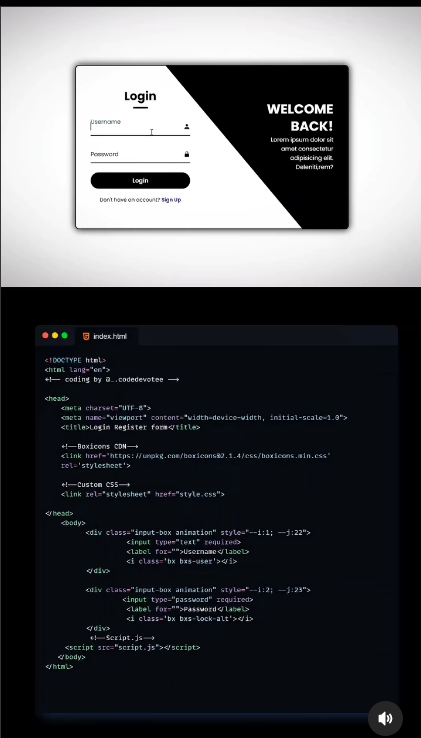 Login
Username
Password
Login
Don't have an account? Sign Up
WELCOME
BACK!
Lorem ipsum dolor sit
amet consectetur
adipisicing elit.
Deleniti,rem?
index.html
<!DOCTYPE html>
<html lang="en">
<!-- coding by @_.codedevotee -->
<head>
<meta charset="UTF-8">
<meta name="viewport" content="width=device-width, initial-scale=1.0">
<title>Login Register form</title>
<!--Boxicons CDN-->
<link href='https://unpkg.com/boxicons@2.1.4/css/boxicons.min.css'
rel='stylesheet'>
<!--Custom CSS-->
<link rel="stylesheet" href="style.css">
</head>
<body>
<div class="input-box animation" style="--i:1; --j:22">
<input type="text" required>
<label for="">Username</label>
<i class='bx bxs-user'></i>
</div>
<div class="input-box animation" style="--i:2; --j:23">
<input type="password" required>
<label for="">Password</label>
<i class='bx bxs-lock-alt'></i>
</div>
<!--Script.js-->
<script src="script.js"></script>
</body>
</html>